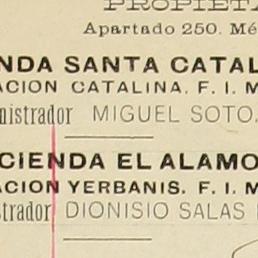 PROPIETA
Apartado 250. Mé
NDA SANTA CATAL
ACION CATALINA. F. I. M
nistrador MIGUEL SOTO.
CIENDA EL ALAMO
ACION YERBANIS. F. I. M
strador DIONISIO SALAS